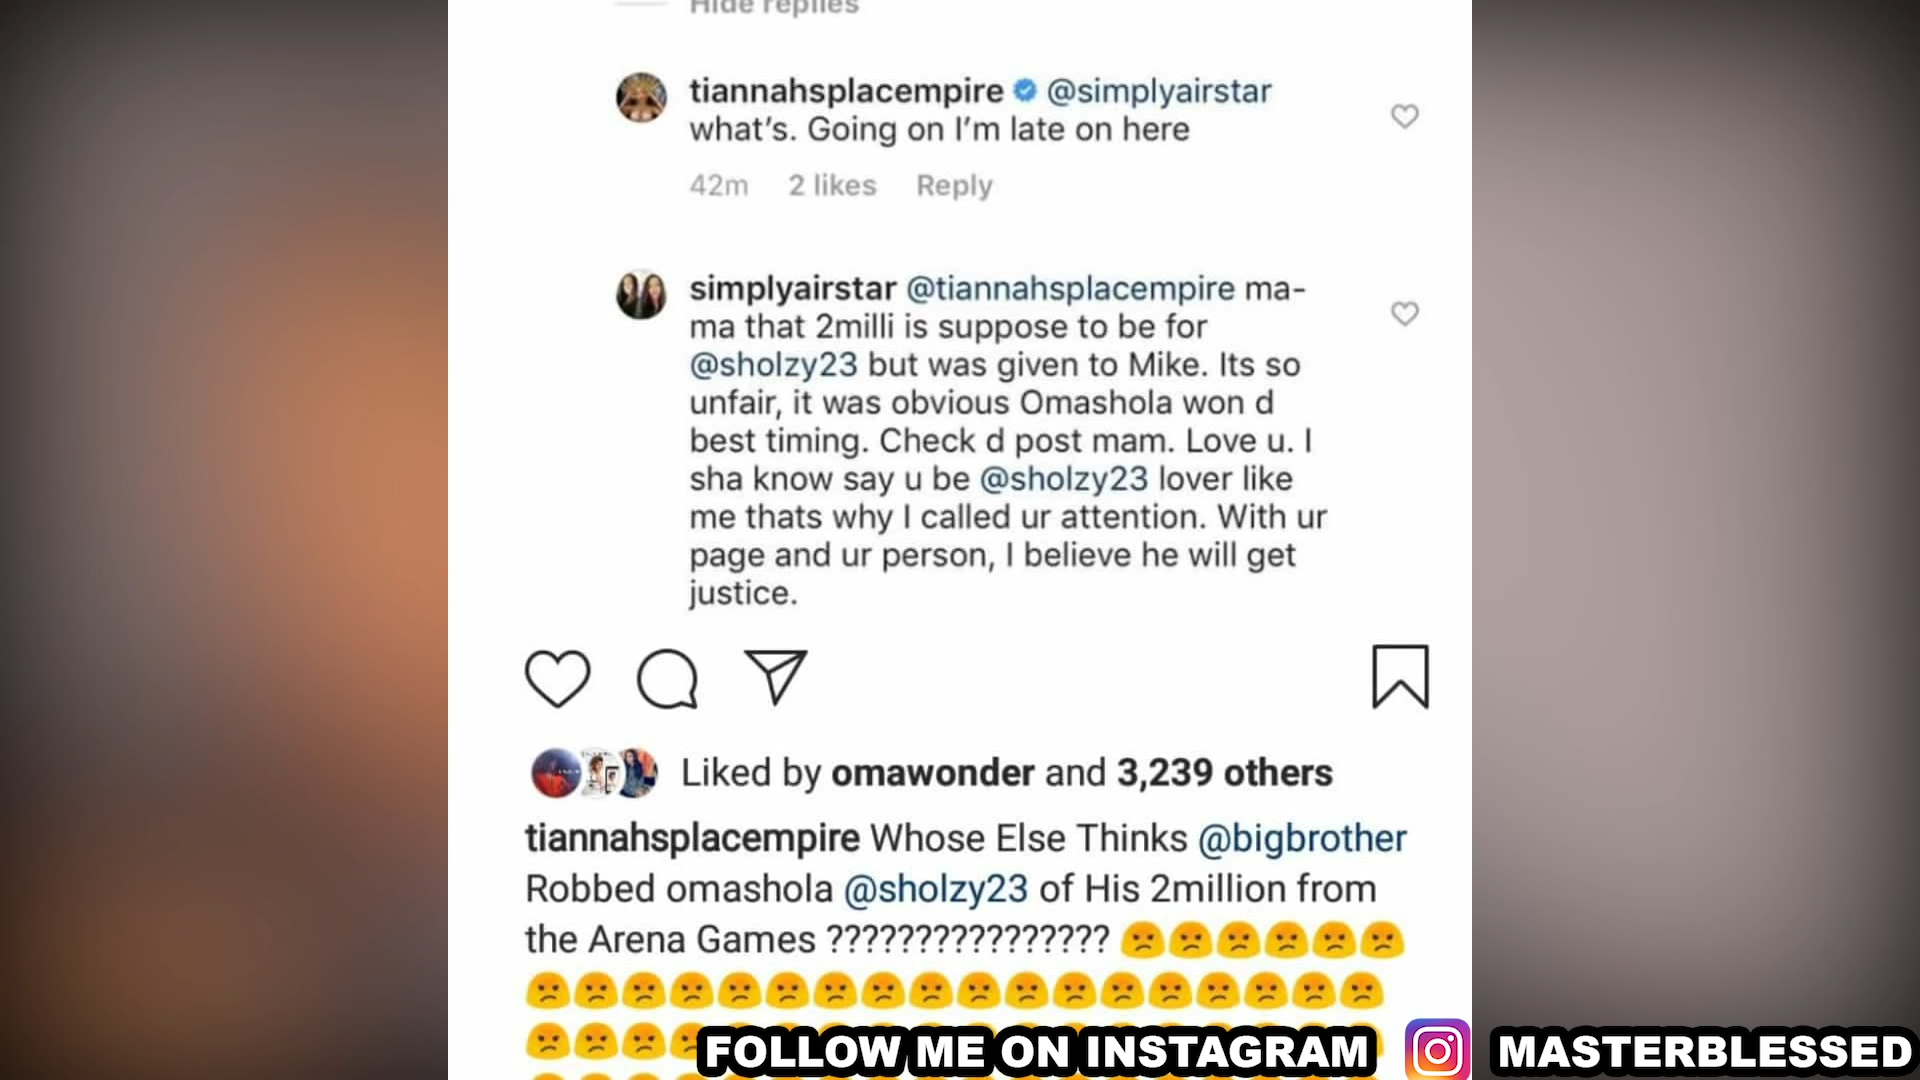 Hide replies
tiannahsplacempire @simplyairstar
what's. Going on I'm late on here
42m 2 likes Reply
simplyairstar @tiannahsplacempire ma-
ma that 2milli is suppose to be for
@sholzy23 but was given to Mike. Its so
unfair, it was obvious Omashola won d
best timing. Check d post mam. Love u. I
sha know say u be @sholzy23 lover like
me thats why I called ur attention. With ur
page and ur person, I believe he will get
justice.
Liked by omawonder and 3,239 others
tiannahsplacempire Whose Else Thinks @bigbrother
Robbed omashola @sholzy23 of His 2million from
the Arena Games ???????????????? 😕😕😕😕😕😕
😕😕😕😕😕😕😕😕😕😕😕😕😕😕😕😕😕😕
😕😕😕😕
FOLLOW ME ON INSTAGRAM MASTERBLESSED